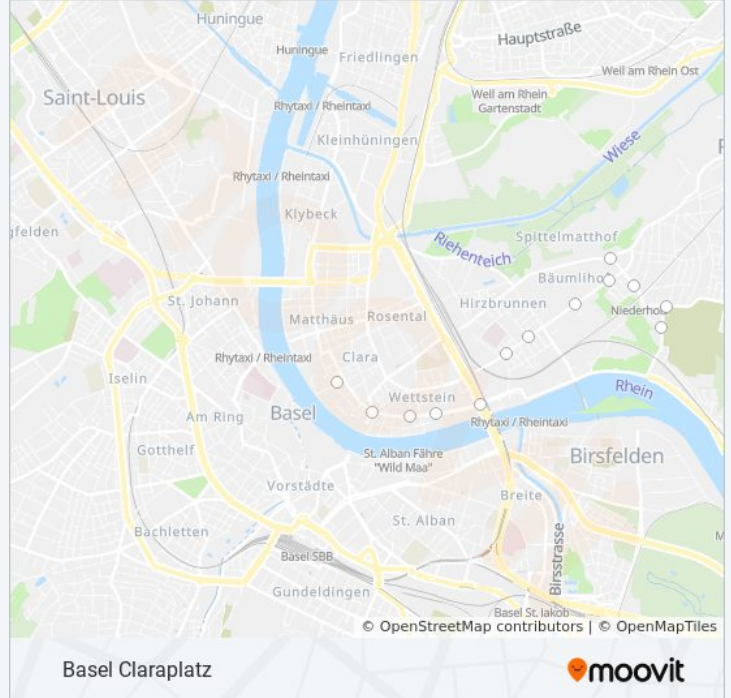 Huningue
Hauptstraße
Huningue
Friedlingen
Weil am Rhein Ost
Saint-Louis
Weil am Rhein
Gartenstadt
Rhytaxi / Rheintaxi
Kleinhüningen
Wiese
Rhytaxi / Rheintaxi
Klybeck
gfelden
Riehenteich
Spittelmatthof
Bäumlihof
St. Johann
Hirzbrunnen
Niederholz
Matthäus
Rosental
Rhytaxi / Rheintaxi
Clara
Iselin
Wettstein
Rhein
Am Ring
Basel
Rhytaxi / Rheintaxi
Gotthelf
St. Alban Fähre
"Wild Maa"
Birsfelden
Vorstädte
Breite
Bachletten
St. Alban
Basel SBB
Birsstrasse
Gundeldingen
Basel St. Jakob
© OpenStreetMap contributors | © OpenMapTiles
Basel Claraplatz
moovit